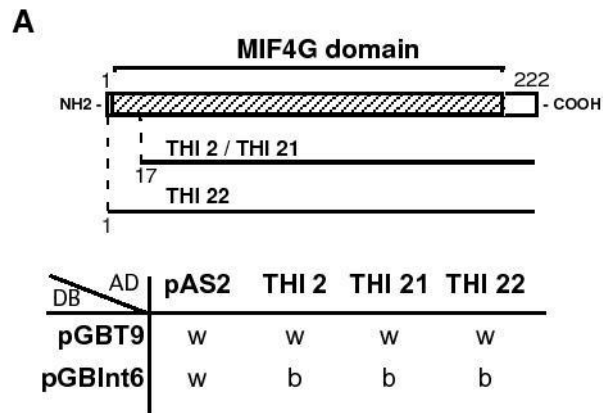 A
MIF4G domain
1 222
NH2 - - COOH
THI 2 / THI 21
17
THI 22
1
AD pAS2 THI 2 THI 21 THI 22
DB
pGBT9 w w w w
pGBInt6 w b b b